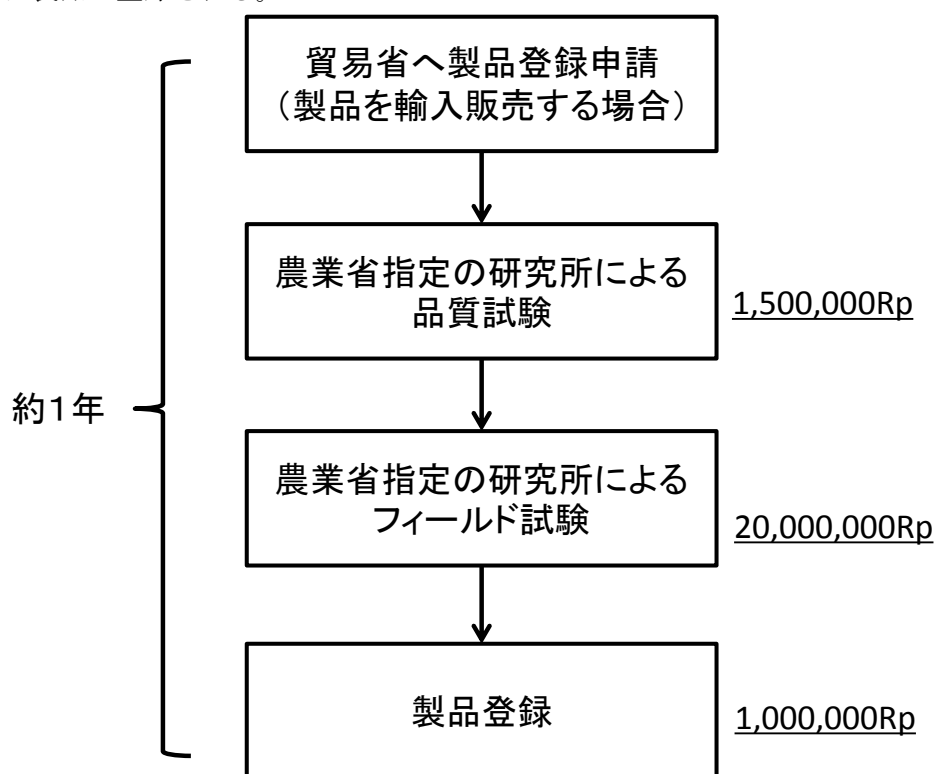 貿易省へ製品登録申請
（製品を輸入販売する場合）
農業省指定の研究所による
品質試験
1,500,000Rp
約1年
農業省指定の研究所による
フィールド試験
20,000,000Rp
製品登録
1,000,000Rp